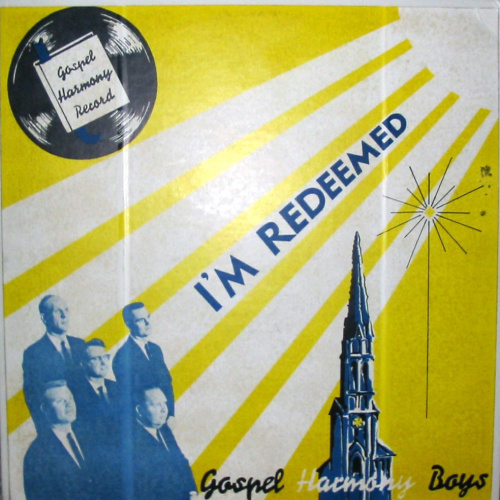 Gospel
Harmony
Record
I'M REDEEMED
Gospel Harmony Boys